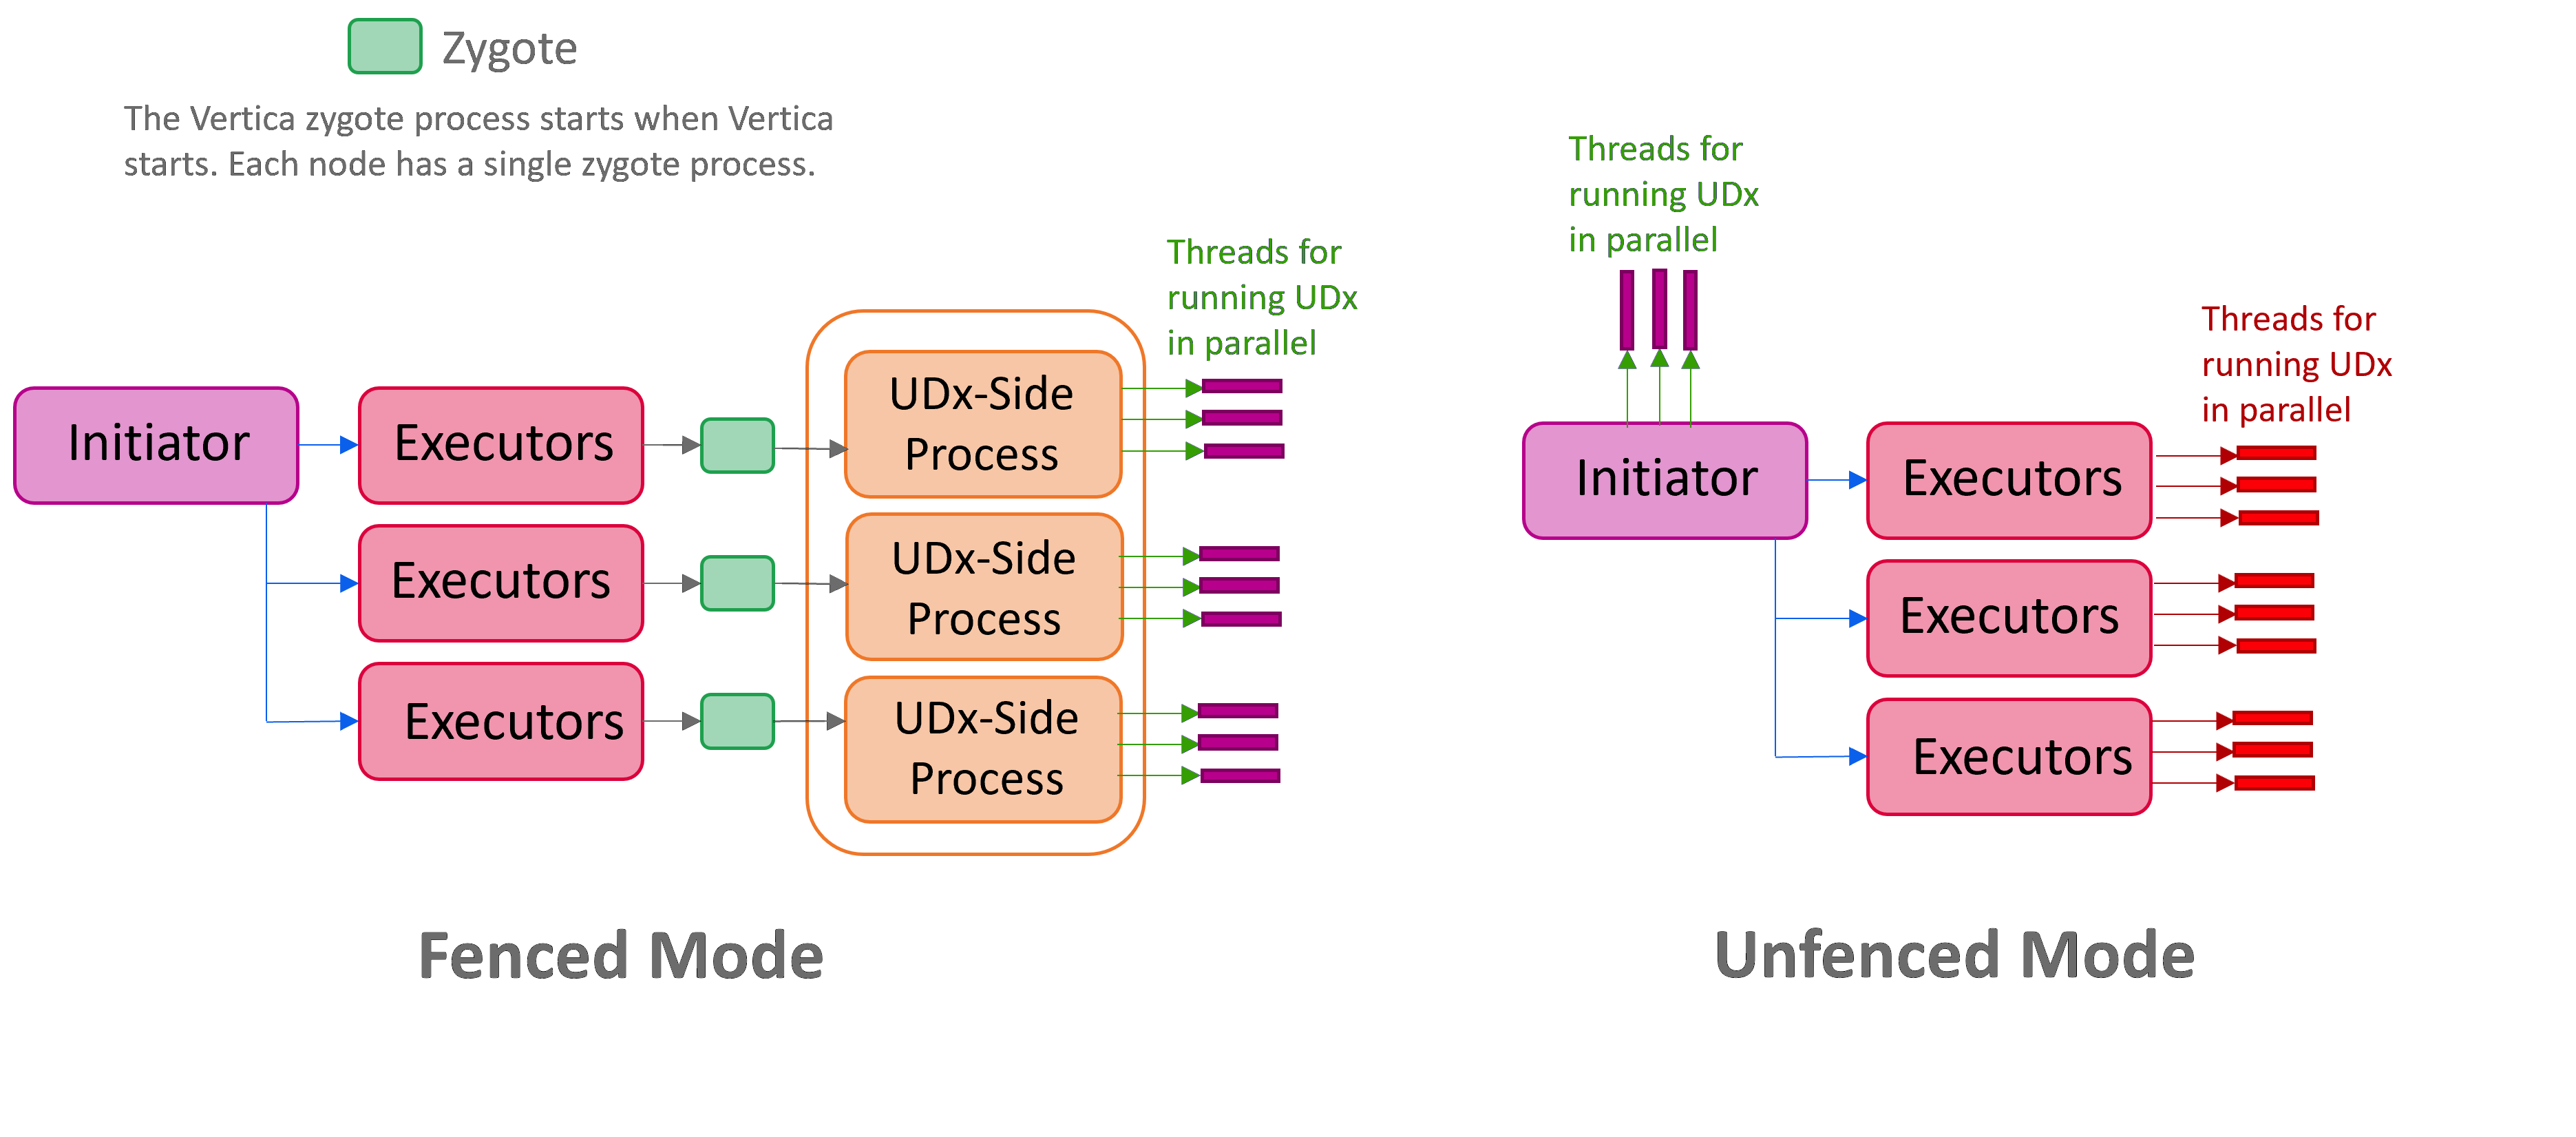 Zygote
The Vertica zygote process starts when Vertica
starts. Each node has a single zygote process.
Threads for
running UDx
in parallel
Initiator
Executors
Executors
Executors
UDx-Side
Process
UDx-Side
Process
UDx-Side
Process
Fenced Mode
Threads for
running UDx
in parallel
Threads for
running UDx
in parallel
Initiator
Executors
Executors
Executors
Unfenced Mode